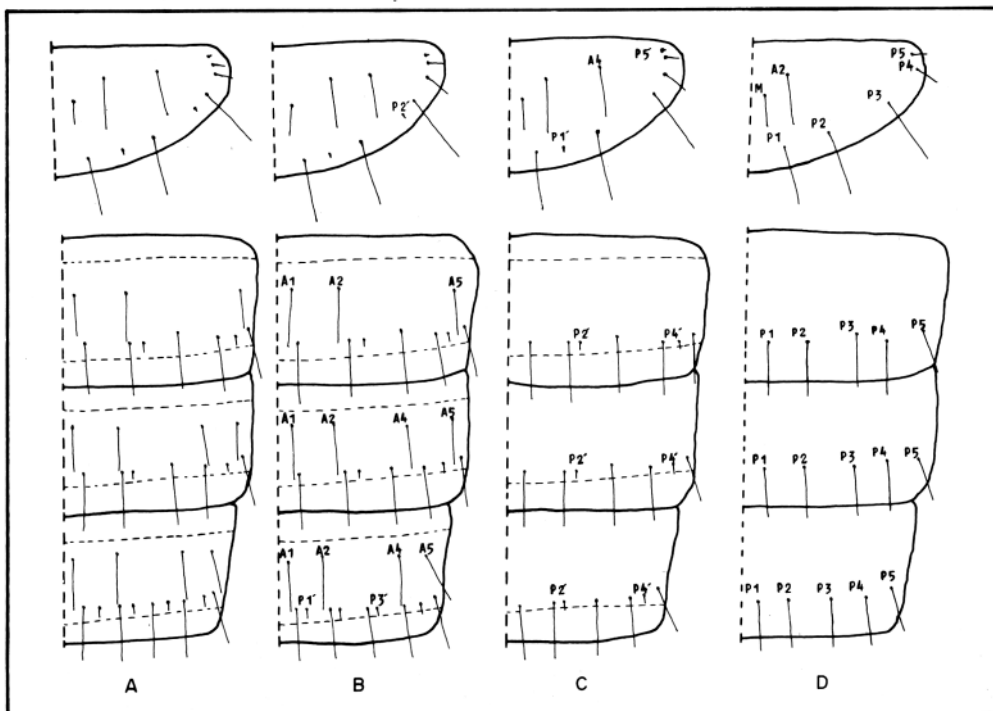 P2'
A4 P5'
P1'
M A2 P5
P4
P3
P1 P2
A1 A2 A5
P2' P4'
P1 P2 P3 P4 P5
A1 A2 A4 A5
P2' P4'
P1 P2 P3 P4 P5
A1 A2 A4 A5
P1' P3'
P2' P4'
P1 P2 P3 P4 P5
A B C D